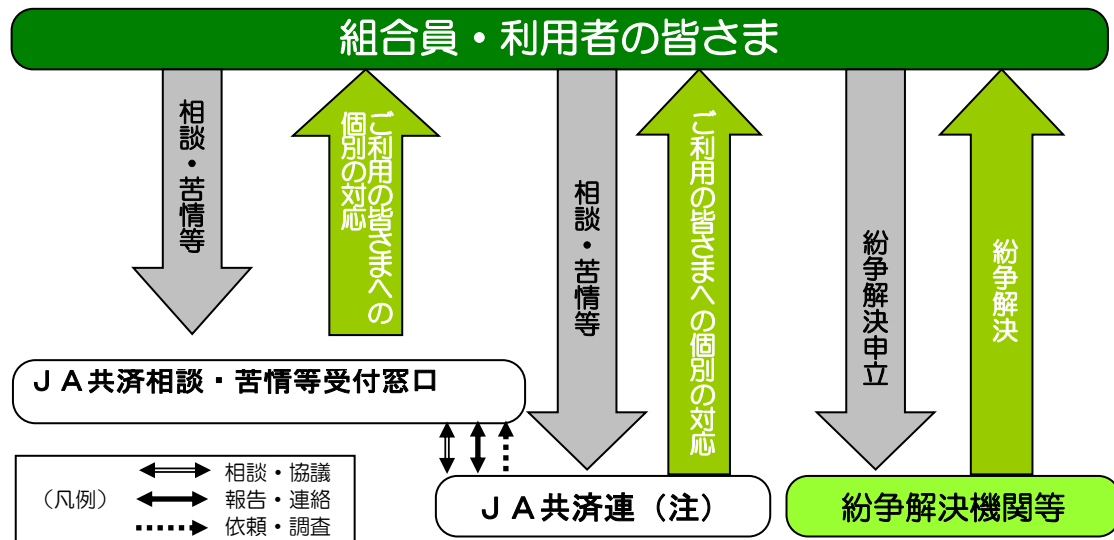 組合員・利用者の皆さま
相談・苦情等
ご利用の皆さまへの
個別の対応
相談・苦情等
ご利用の皆さまへの個別の対応
紛争解決申立
紛争解決
ＪＡ共済相談・苦情等受付窓口
（凡例）
相談・協議
報告・連絡
依頼・調査
ＪＡ共済連（注）
紛争解決機関等